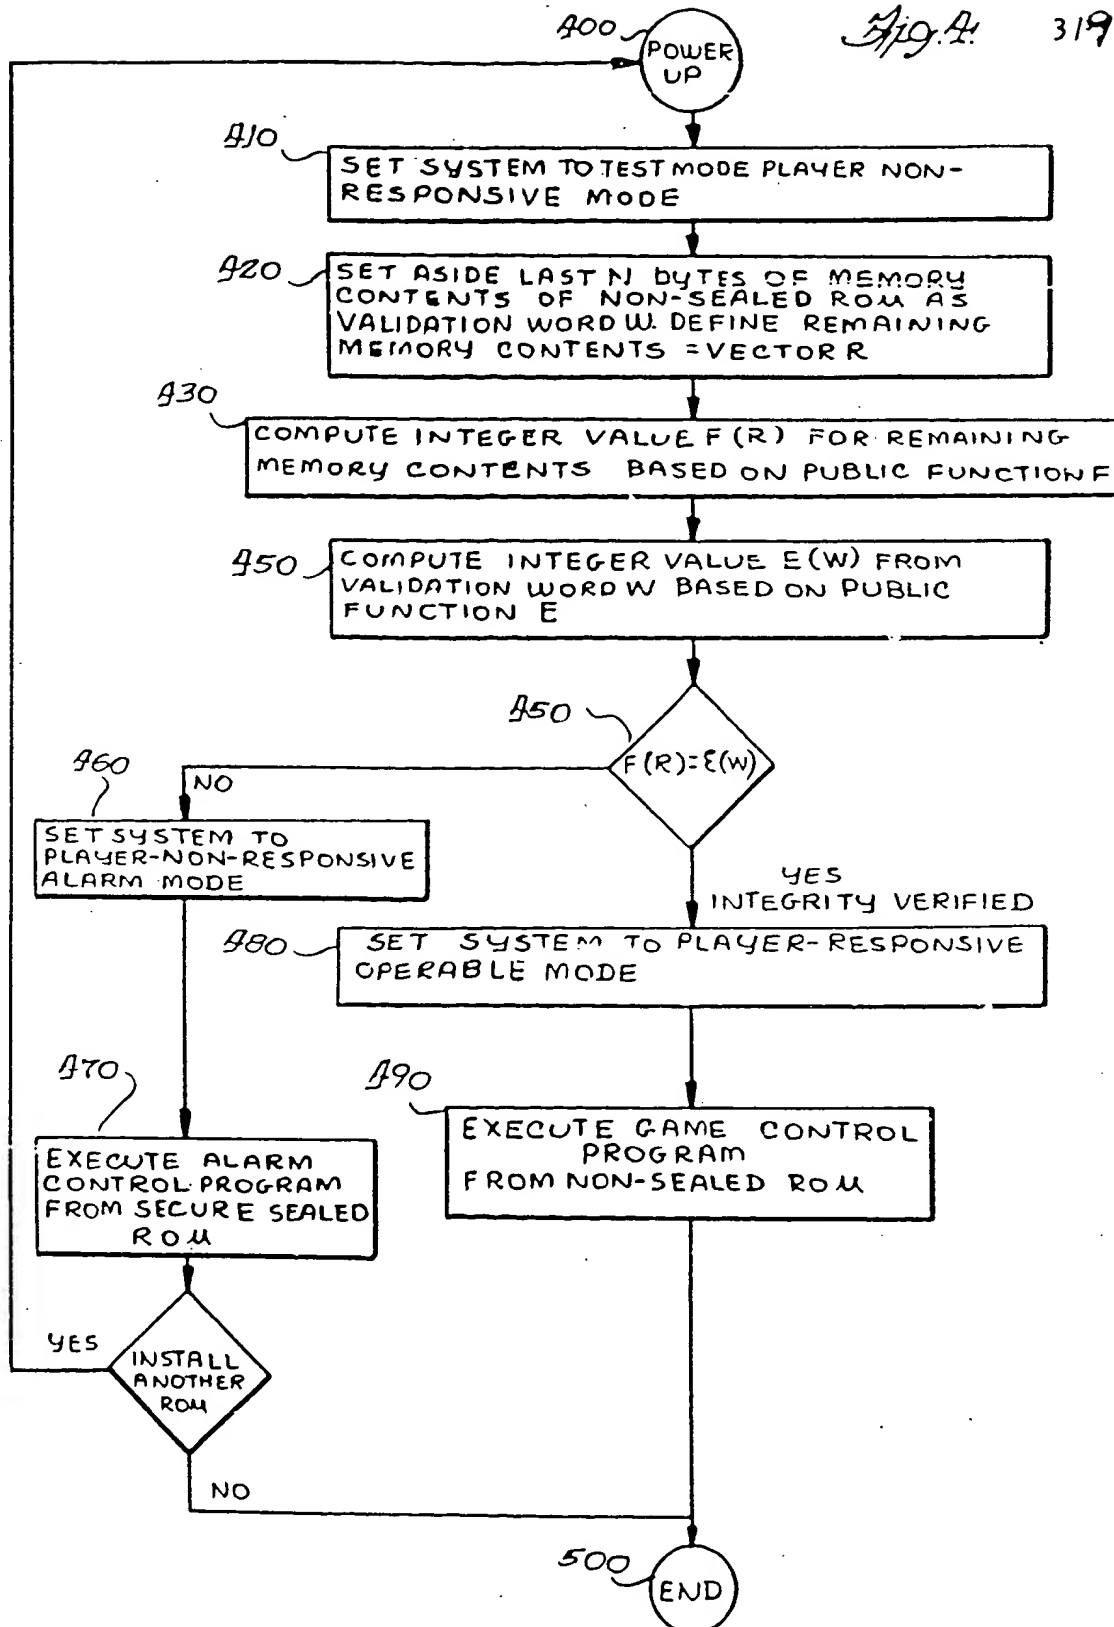 Fig. 4.
319
400
POWER
UP
410
SET SYSTEM TO TEST MODE PLAYER NON-
RESPONSIVE MODE
420
SET ASIDE LAST N BYTES OF MEMORY
CONTENTS OF NON-SEALED ROM AS
VALIDATION WORD W. DEFINE REMAINING
MEMORY CONTENTS = VECTOR R
430
COMPUTE INTEGER VALUE F(R) FOR REMAINING
MEMORY CONTENTS BASED ON PUBLIC FUNCTION F
450
COMPUTE INTEGER VALUE E(W) FROM
VALIDATION WORD W BASED ON PUBLIC
FUNCTION E
450
F(R)=E(W)
NO
YES
INTEGRITY VERIFIED
460
SET SYSTEM TO
PLAYER-NON-RESPONSIVE
ALARM MODE
480
SET SYSTEM TO PLAYER-RESPONSIVE
OPERABLE MODE
470
EXECUTE ALARM
CONTROL PROGRAM
FROM SECURE SEALED
ROM
490
EXECUTE GAME CONTROL
PROGRAM
FROM NON-SEALED ROM
YES
INSTALL
ANOTHER
ROM
NO
500
END